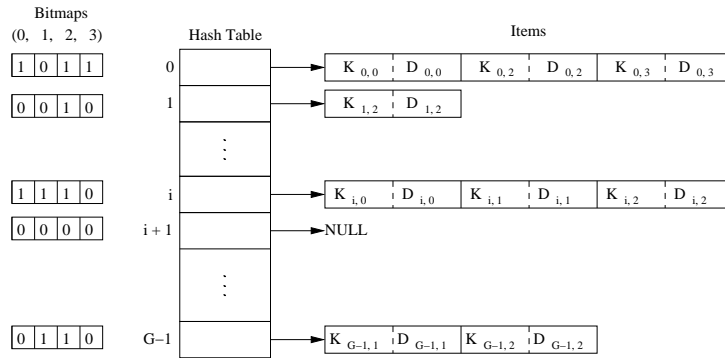 Bitmaps
(0, 1, 2, 3) Hash Table Items
1 0 1 1 0 K 0,0 D 0,0 K 0,2 D 0,2 K 0,3 D 0,3
0 0 1 0 1 K 1,2 D 1,2
1 1 1 0 i K i,0 D i,0 K i,1 D i,1 K i,2 D i,2
0 0 0 0 i + 1 NULL
0 1 1 0 G−1 K G−1,1 D G−1,1 K G−1,2 D G−1,2